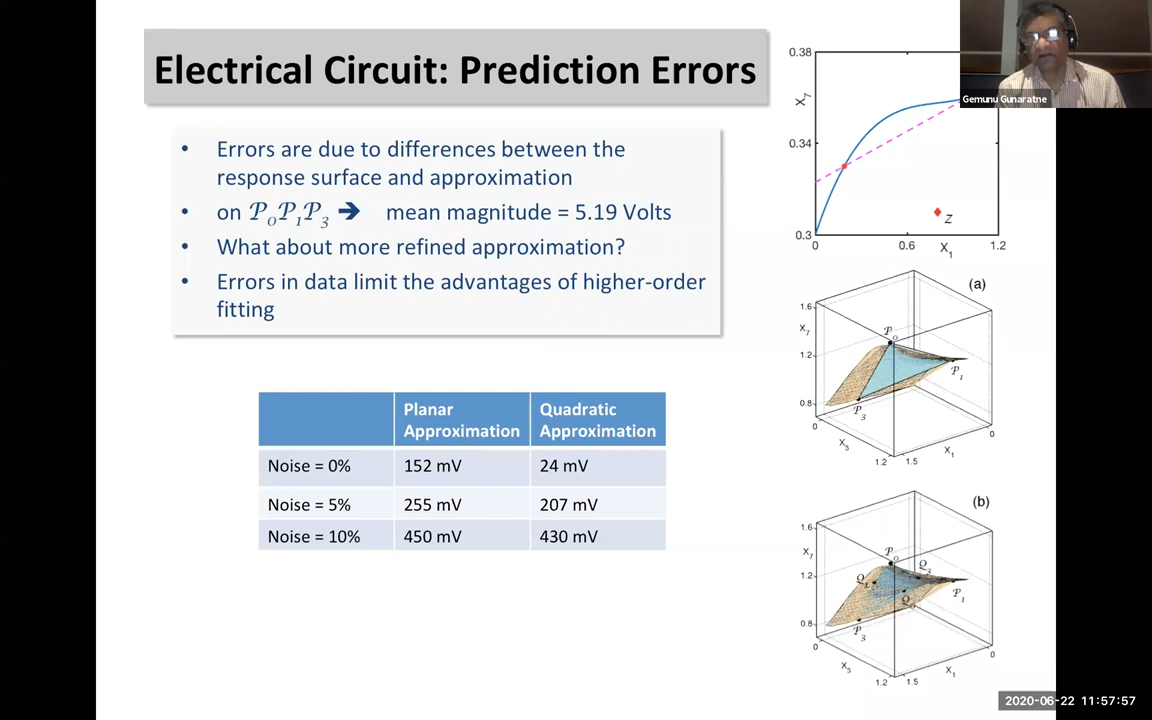 Electrical Circuit: Prediction Errors
• Errors are due to differences between the
response surface and approximation
• on P₀P₁P₃ ➔ mean magnitude = 5.19 Volts
• What about more refined approximation?
• Errors in data limit the advantages of higher-order
fitting
Planar Approximation Quadratic Approximation
Noise = 0% 152 mV 24 mV
Noise = 5% 255 mV 207 mV
Noise = 10% 450 mV 430 mV
0.38
X₇
0.34
Z
0.3
0 0.6 1.2
X₁
Gemunu Gunaratne
(a)
1.6
X₇
P₀
1.2
P₁
0.8
P₃
0 0
X₃ X₁
1.2 1.5
(b)
1.6
X₇
P₀
Q₃
1.2
Q₁
P₁
Q₀
0.8
P₃
0 0
X₃ X₁
1.2 1.5
2020-06-22 11:57:57